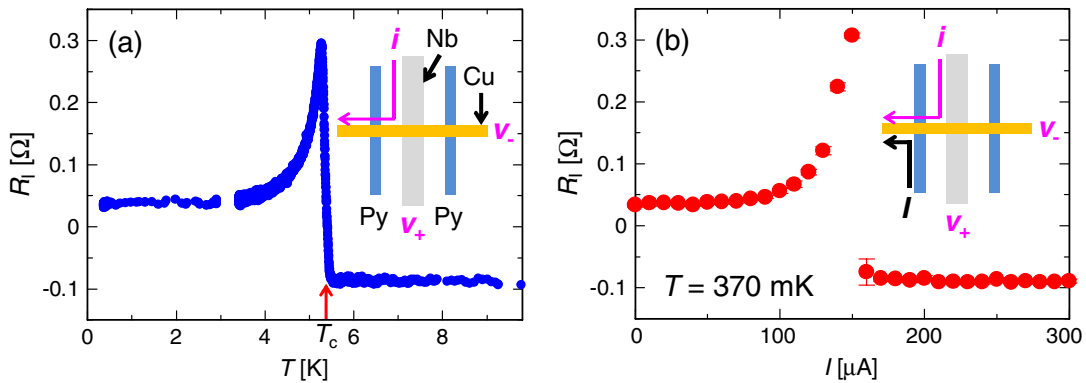 (a)
0.3
0.2
0.1
0
-0.1
R_I [Ω]
i
Nb
Cu
v_-
Py
v_+
Py
T_c
0
2
4
6
8
T [K]
(b)
0.3
0.2
0.1
0
-0.1
R_I [Ω]
i
v_-
I
v_+
T = 370 mK
0
100
200
300
I [μA]